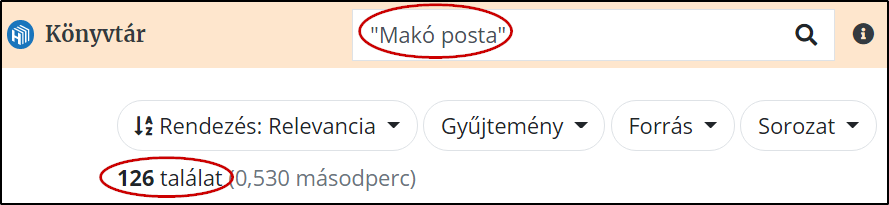 Könyvtár "Makó posta"
Rendezés: Relevancia Gyűjtemény Forrás Sorozat
126 találat (0,530 másodperc)